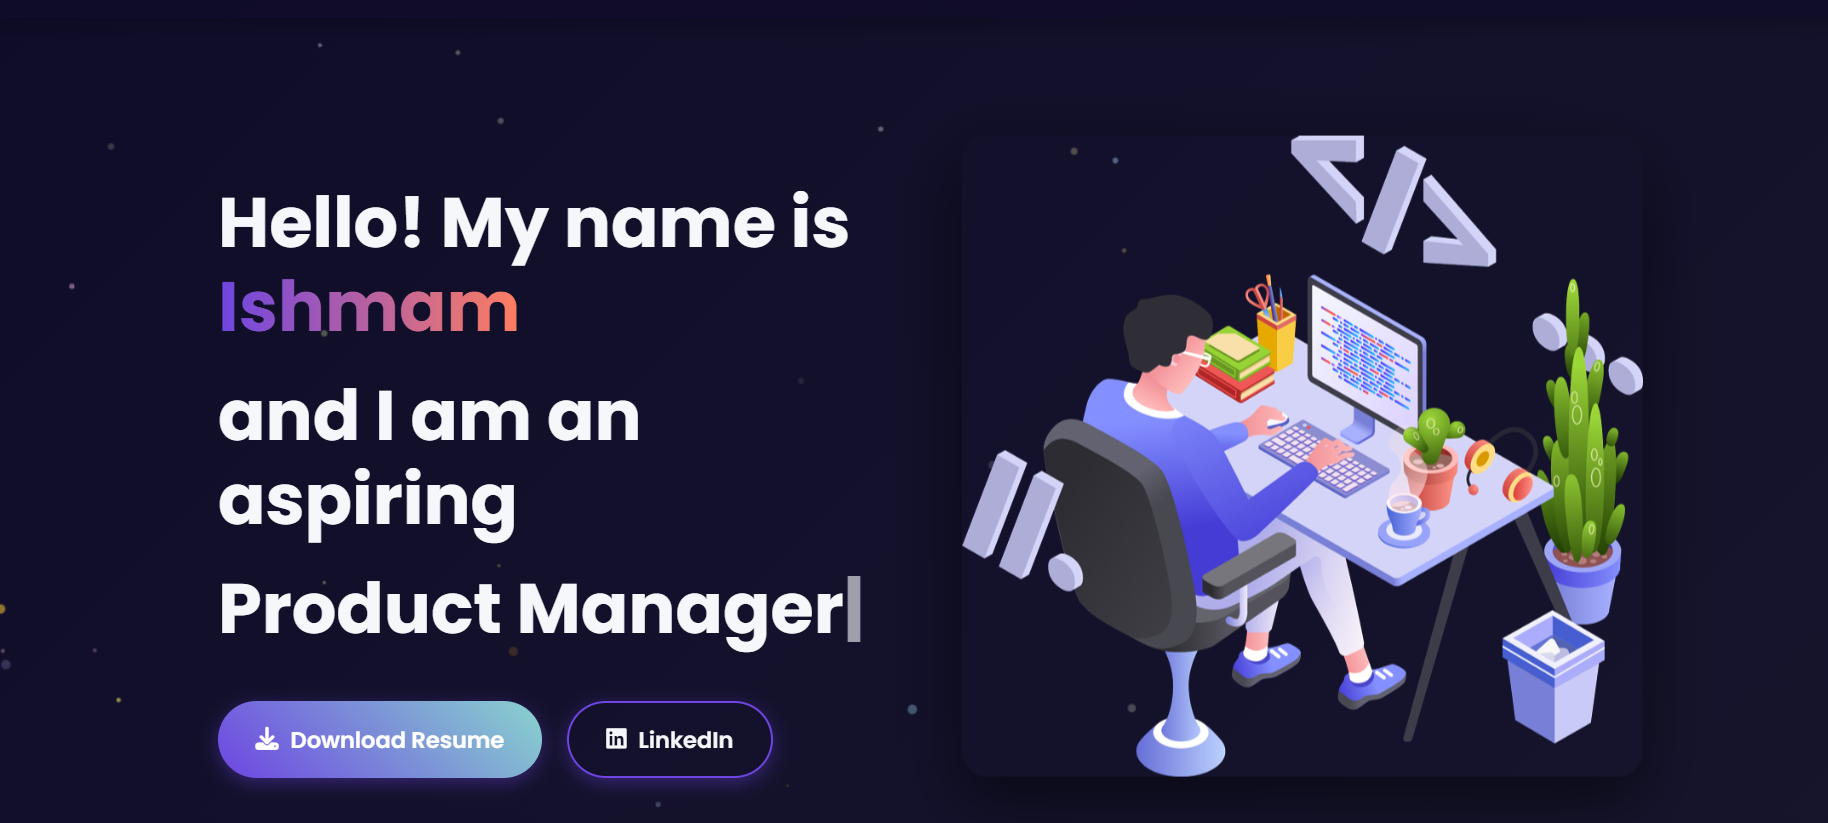 Hello! My name is
Ishmam
and I am an
aspiring
Product Manager
Download Resume
LinkedIn